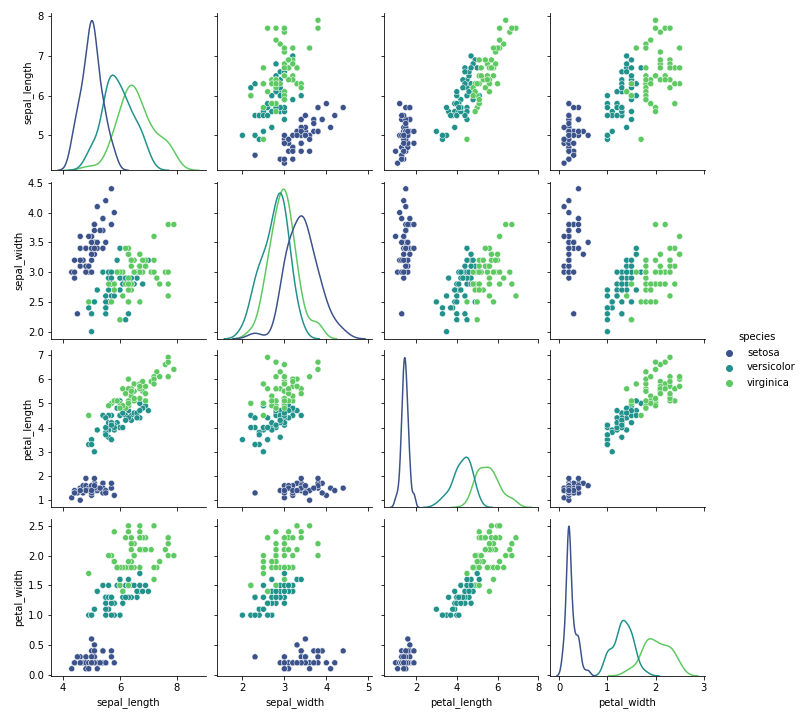 8
7
6
5
sepal_length
4.5
4.0
3.5
3.0
2.5
2.0
sepal_width
species
setosa
versicolor
virginica
7
6
5
4
3
2
1
petal_length
2.5
2.0
1.5
1.0
0.5
0.0
petal_width
4 6 8 2 3 4 5 2 4 6 8 0 1 2 3
sepal_length sepal_width petal_length petal_width